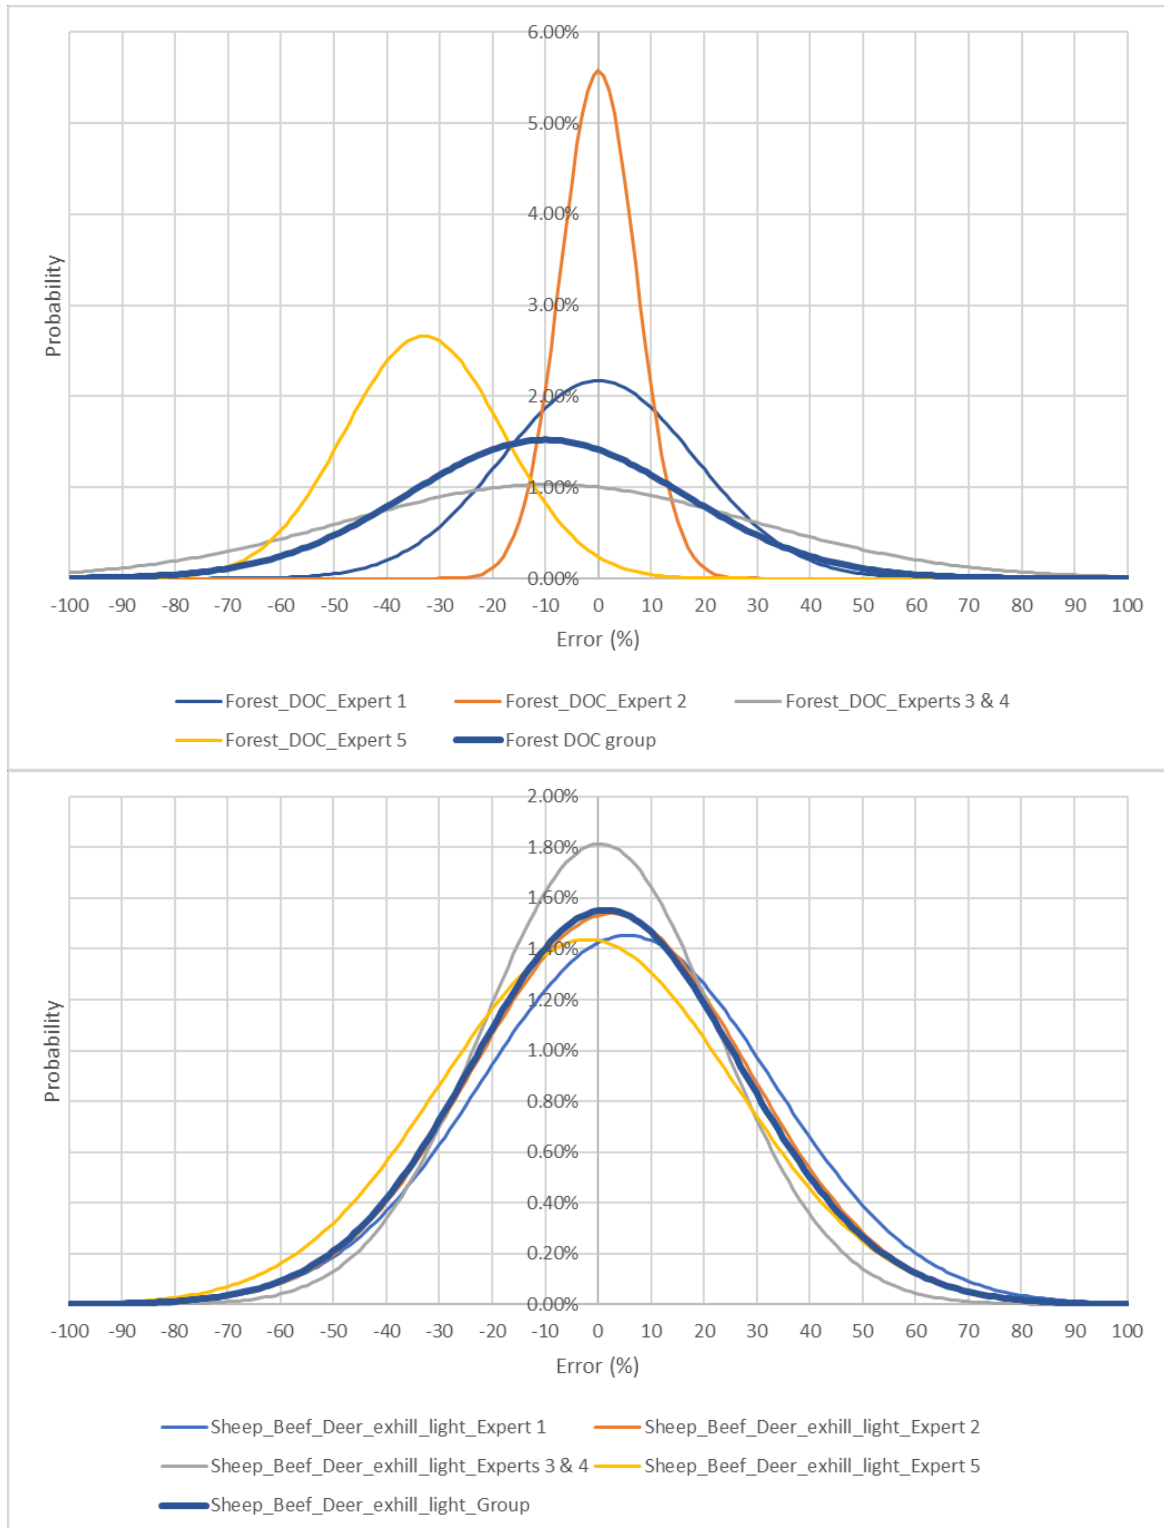 6.00%
5.00%
4.00%
3.00%
2.00%
1.00%
0.00%
Probability
-100 -90 -80 -70 -60 -50 -40 -30 -20 -10 0 10 20 30 40 50 60 70 80 90 100
Error (%)
Forest_DOC_Expert 1 Forest_DOC_Expert 2 Forest_DOC_Experts 3 & 4
Forest_DOC_Expert 5 Forest DOC group
2.00%
1.80%
1.60%
1.40%
1.20%
1.00%
0.80%
0.60%
0.40%
0.20%
0.00%
Probability
-100 -90 -80 -70 -60 -50 -40 -30 -20 -10 0 10 20 30 40 50 60 70 80 90 100
Error (%)
Sheep_Beef_Deer_exhill_light_Expert 1 Sheep_Beef_Deer_exhill_light_Expert 2
Sheep_Beef_Deer_exhill_light_Experts 3 & 4 Sheep_Beef_Deer_exhill_light_Expert 5
Sheep_Beef_Deer_exhill_light_Group